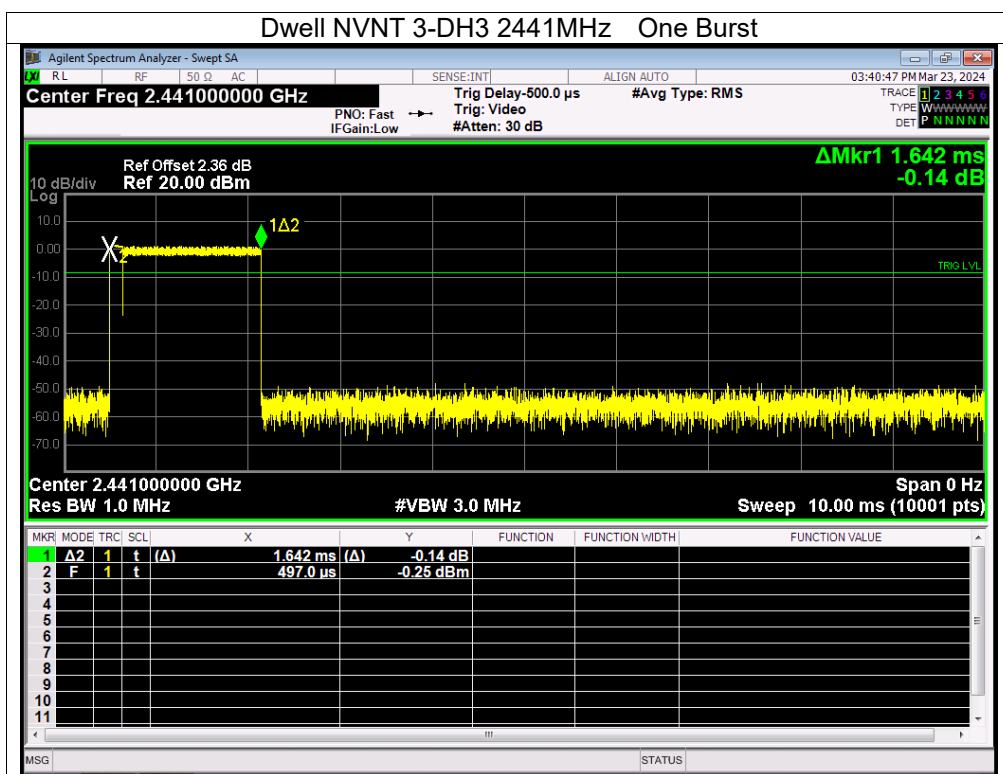 Dwell NVNT 3-DH3 2441MHz One Burst
Agilent Spectrum Analyzer - Swept SA
LXI RL RF 50 Ω AC SENSE:INT ALIGN AUTO 03:40:47 PM Mar 23, 2024
Center Freq 2.441000000 GHz Trig Delay-500.0 µs #Avg Type: RMS TRACE 1 2 3 4 5 6
PNO: Fast Trig: Video TYPE WWWWWW
IFGain:Low #Atten: 30 dB DET P N N N N N
ΔMkr1 1.642 ms
-0.14 dB
Ref Offset 2.36 dB
10 dB/div Ref 20.00 dBm
Log
10.0
0.00
-10.0
-20.0
-30.0
-40.0
-50.0
-60.0
-70.0
1Δ2
2
TRIG LVL
Center 2.441000000 GHz Span 0 Hz
Res BW 1.0 MHz #VBW 3.0 MHz Sweep 10.00 ms (10001 pts)
MKR MODE TRC SCL X Y FUNCTION FUNCTION WIDTH FUNCTION VALUE
1 Δ2 1 t (Δ) 1.642 ms (Δ) -0.14 dB
2 F 1 t 497.0 µs -0.25 dBm
3
4
5
6
7
8
9
10
11
MSG STATUS